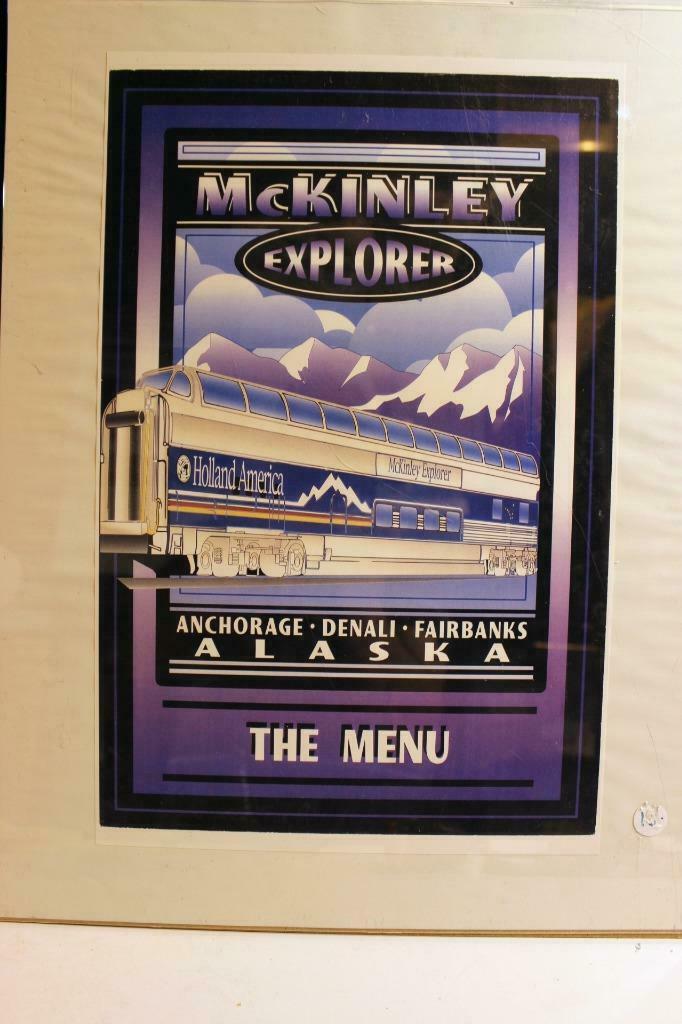 McKINLEY
EXPLORER
Holland America
McKinley Explorer
ANCHORAGE · DENALI · FAIRBANKS
ALASKA
THE MENU